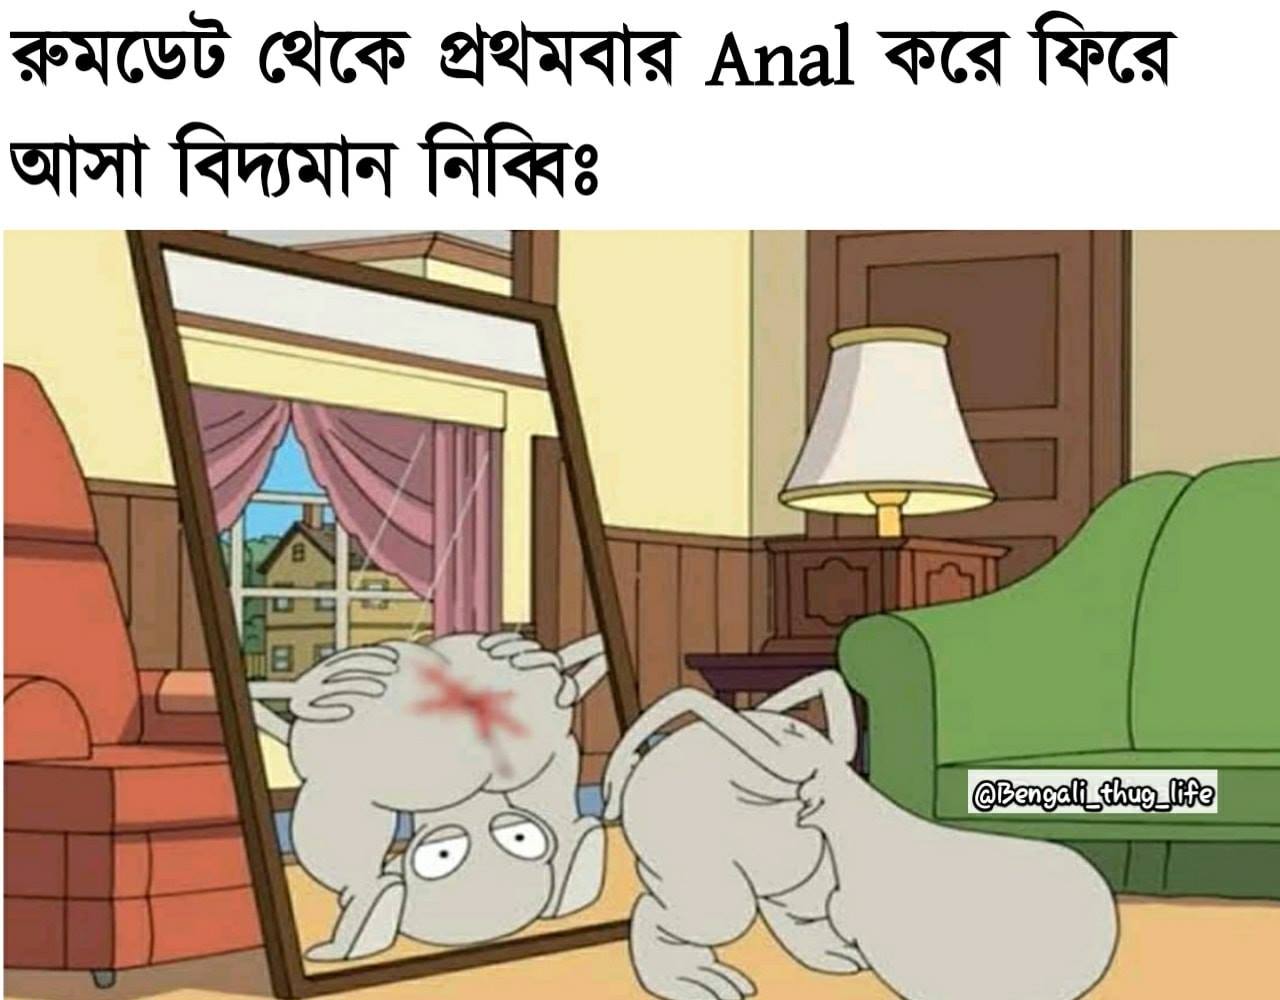 রুমডেট থেকে প্রথমবার Anal করে ফিরে
আসা বিদ্যমান নিব্বিঃ
@Bengali_thug_life